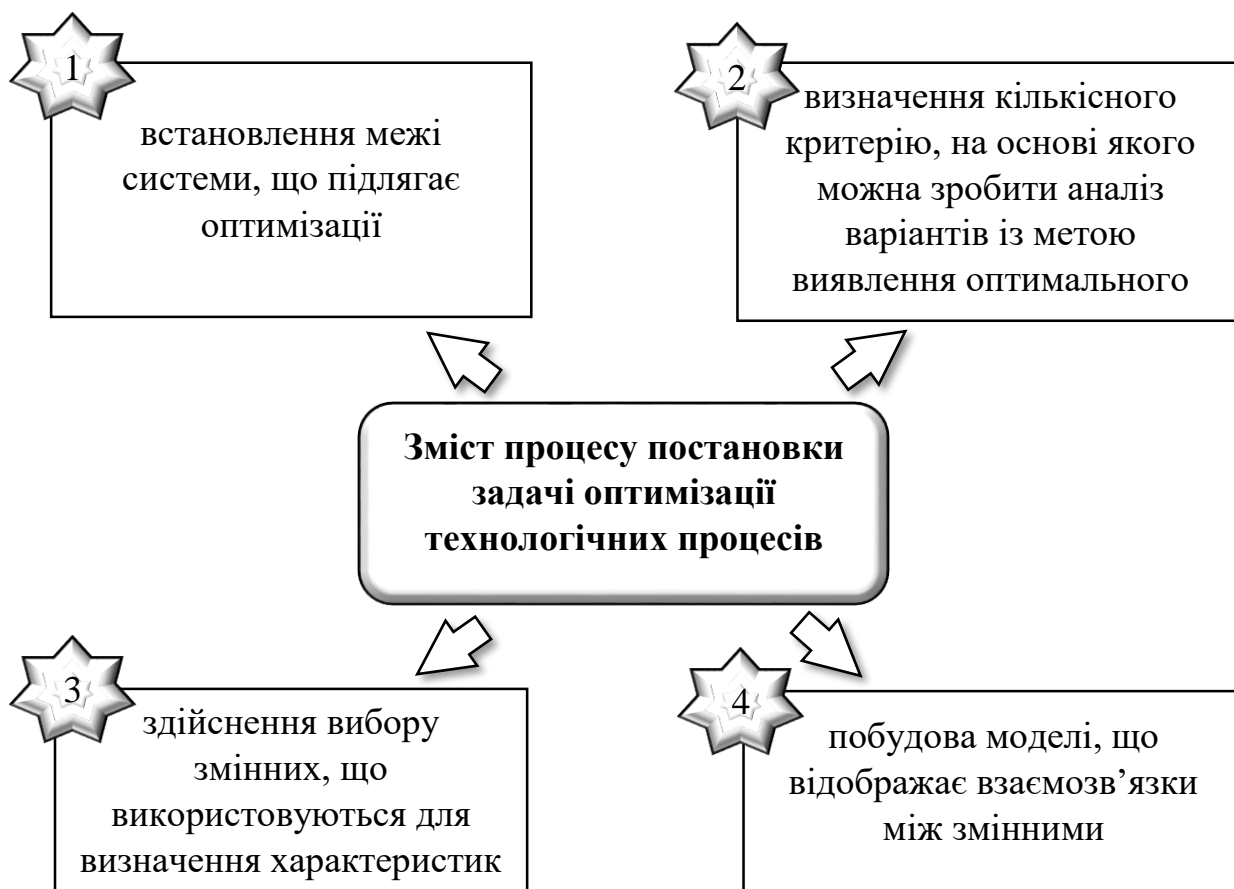 1
встановлення межі
системи, що підлягає
оптимізації
2
визначення кількісного
критерію, на основі якого
можна зробити аналіз
варіантів із метою
виявлення оптимального
Зміст процесу постановки
задачі оптимізації
технологічних процесів
3
здійснення вибору
змінних, що
використовуються для
визначення характеристик
4
побудова моделі, що
відображає взаємозв’язки
між змінними